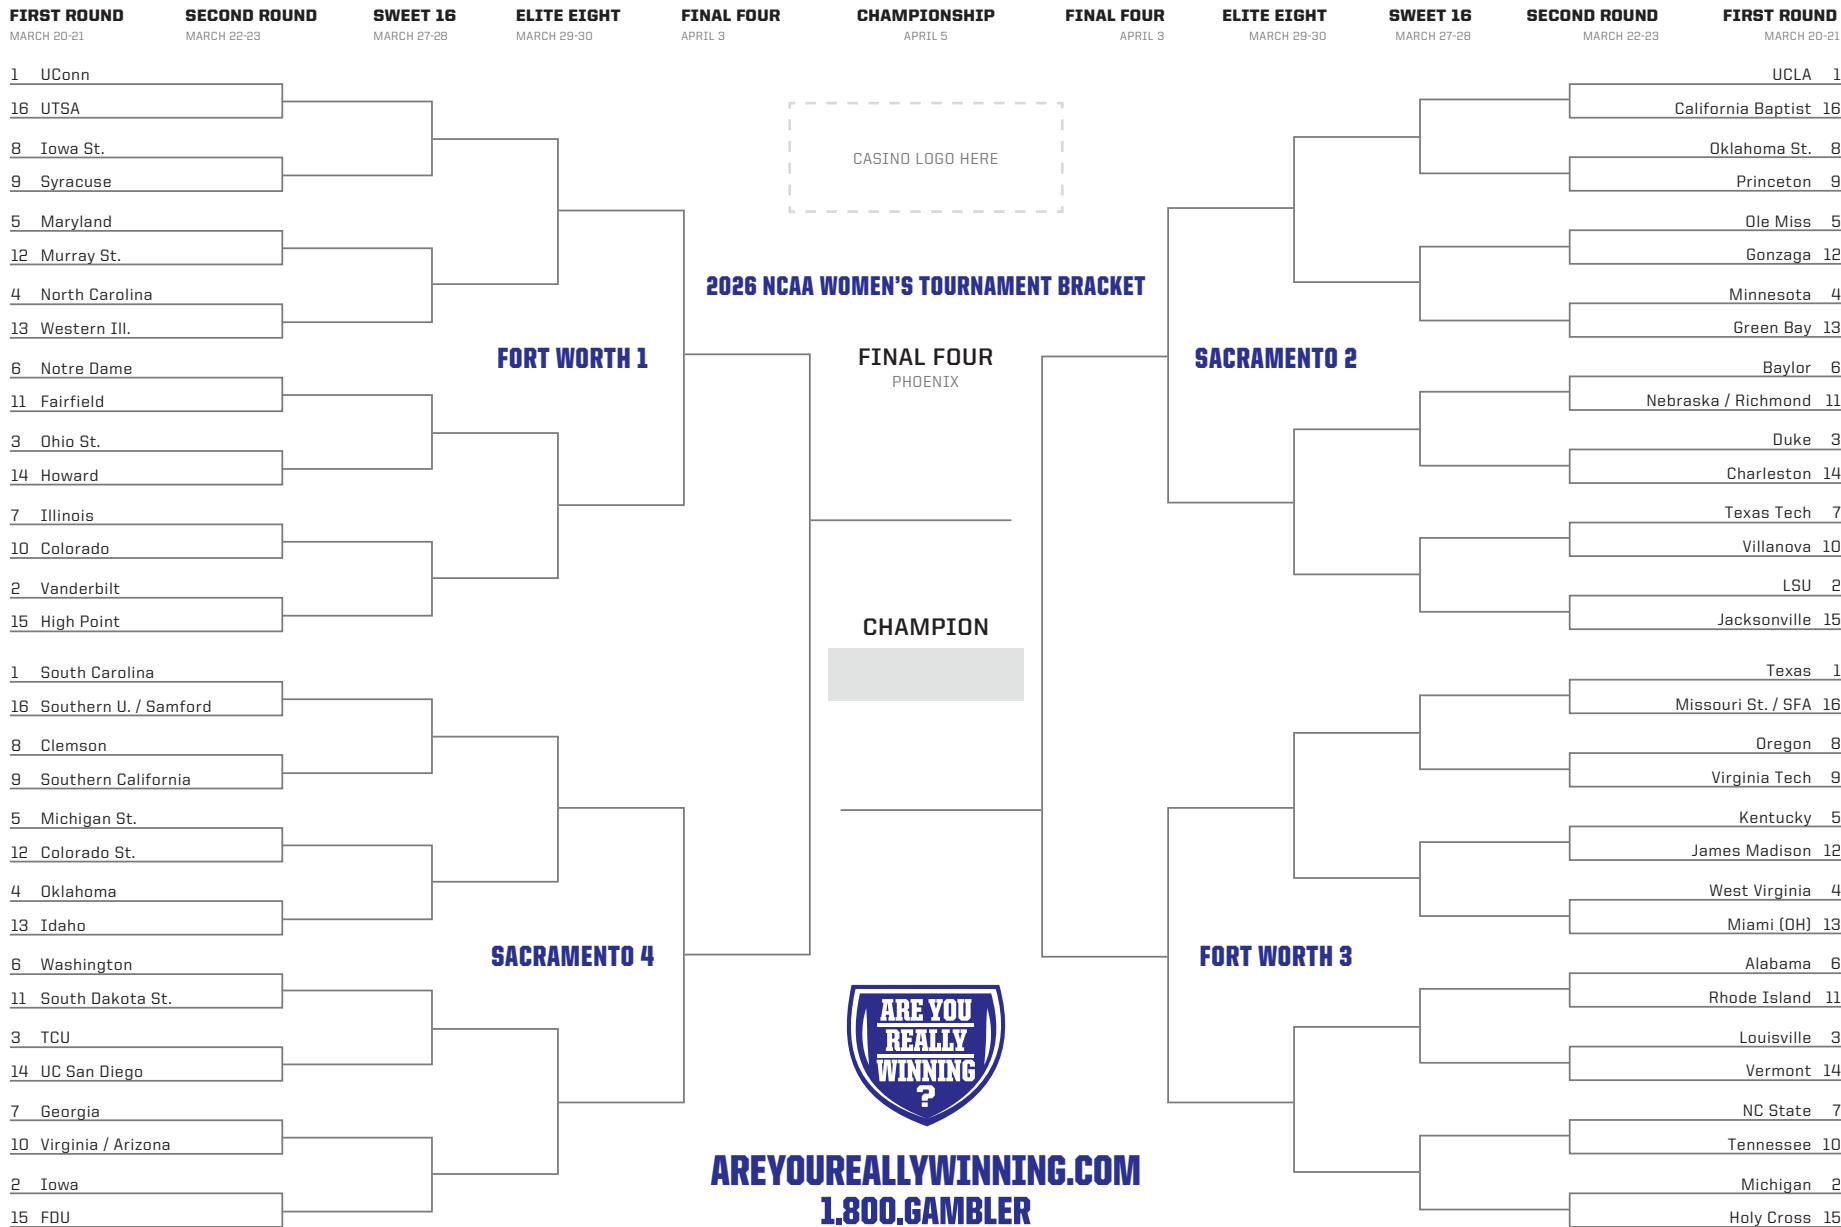 FIRST ROUND SECOND ROUND SWEET 16 ELITE EIGHT FINAL FOUR CHAMPIONSHIP FINAL FOUR ELITE EIGHT SWEET 16 SECOND ROUND FIRST ROUND
MARCH 20-21 MARCH 22-23 MARCH 27-28 MARCH 29-30 APRIL 3 APRIL 5 APRIL 3 MARCH 29-30 MARCH 27-28 MARCH 22-23 MARCH 20-21
1 UConn
16 UTSA
8 Iowa St.
9 Syracuse
5 Maryland
12 Murray St.
4 North Carolina
13 Western Ill.
6 Notre Dame
11 Fairfield
3 Ohio St.
14 Howard
7 Illinois
10 Colorado
2 Vanderbilt
15 High Point
FORT WORTH 1
1 South Carolina
16 Southern U. / Samford
8 Clemson
9 Southern California
5 Michigan St.
12 Colorado St.
4 Oklahoma
13 Idaho
6 Washington
11 South Dakota St.
3 TCU
14 UC San Diego
7 Georgia
10 Virginia / Arizona
2 Iowa
15 FDU
SACRAMENTO 4
CASINO LOGO HERE
2026 NCAA WOMEN'S TOURNAMENT BRACKET
FINAL FOUR
PHOENIX
CHAMPION
ARE YOU
REALLY
WINNING
?
AREYOUREALLYWINNING.COM
1.800.GAMBLER
UCLA 1
California Baptist 16
Oklahoma St. 8
Princeton 9
Ole Miss 5
Gonzaga 12
Minnesota 4
Green Bay 13
Baylor 6
Nebraska / Richmond 11
Duke 3
Charleston 14
Texas Tech 7
Villanova 10
LSU 2
Jacksonville 15
SACRAMENTO 2
Texas 1
Missouri St. / SFA 16
Oregon 8
Virginia Tech 9
Kentucky 5
James Madison 12
West Virginia 4
Miami (OH) 13
Alabama 6
Rhode Island 11
Louisville 3
Vermont 14
NC State 7
Tennessee 10
Michigan 2
Holy Cross 15
FORT WORTH 3